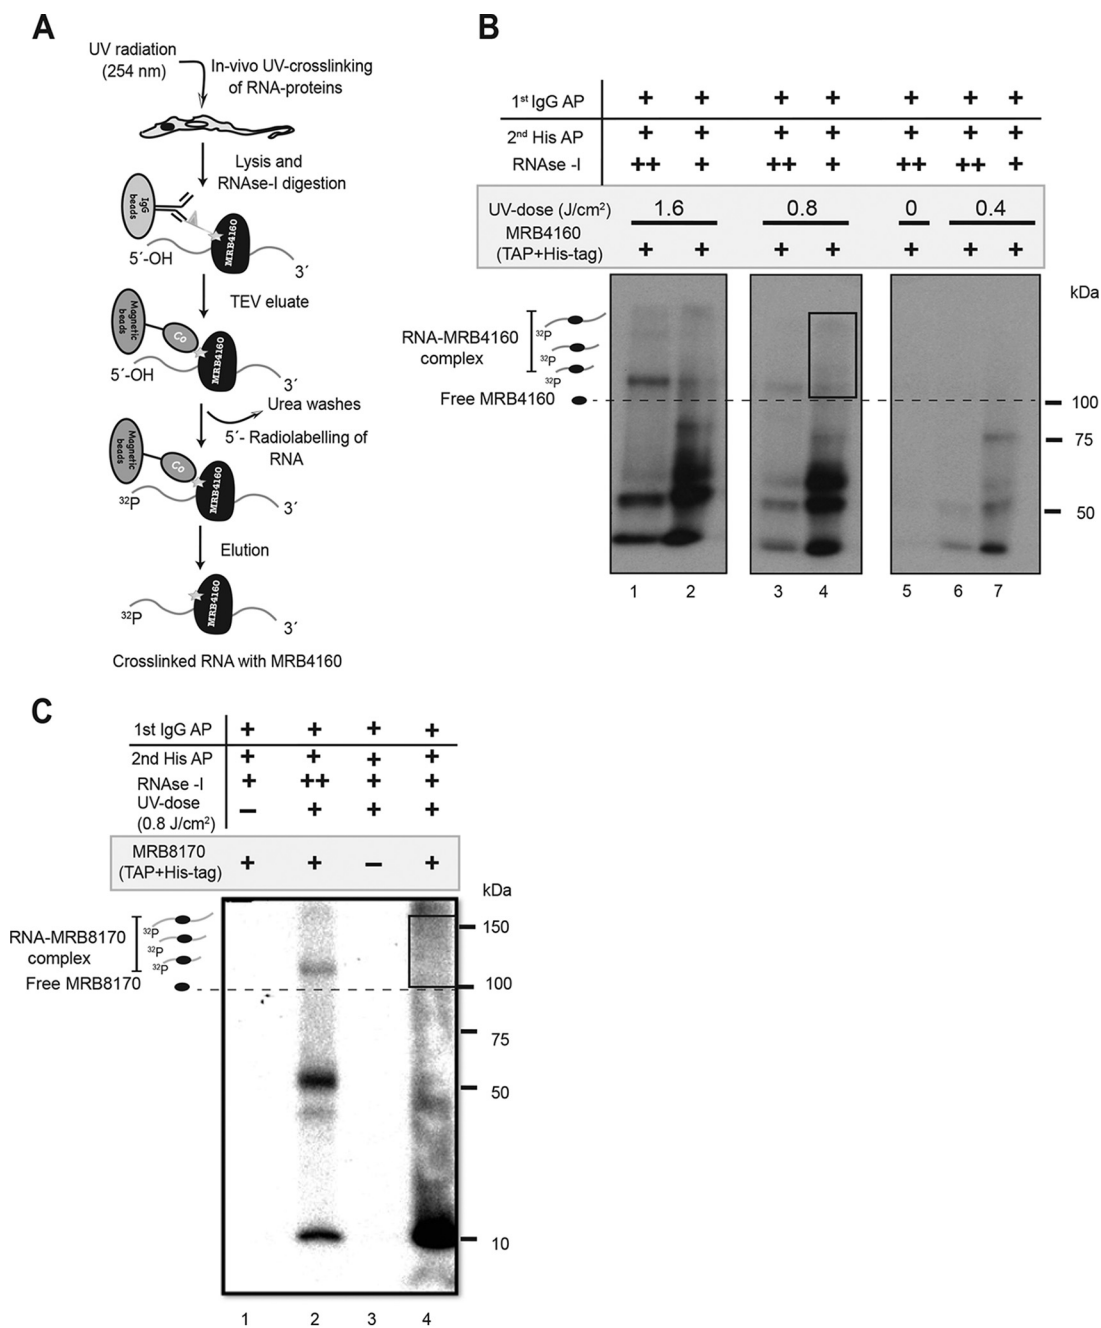 A
UV radiation
(254 nm)
In-vivo UV-crosslinking
of RNA-proteins
Lysis and
RNAse-I digestion
IgG
beads
MRB4160
5´-OH
3´
TEV eluate
Magnetic
beads
Co
MRB4160
5´-OH
3´
Urea washes
5´- Radiolabelling of
RNA
Magnetic
beads
Co
MRB4160
32P
3´
Elution
MRB4160
32P
3´
Crosslinked RNA with MRB4160
B
1st IgG AP + + + + + + +
2nd His AP + + + + + + +
RNAse -I ++ + ++ + ++ ++ +
UV-dose (J/cm²) 1.6 0.8 0 0.4
MRB4160
(TAP+His-tag) + + + + + + +
kDa
RNA-MRB4160
complex
32P
32P
32P
Free MRB4160
100
75
50
1 2 3 4 5 6 7
C
1st IgG AP + + + +
2nd His AP + + + +
RNAse -I + ++ + +
UV-dose
(0.8 J/cm²) – + + +
MRB8170
(TAP+His-tag) + + – +
kDa
RNA-MRB8170
complex
32P
32P
32P
Free MRB8170
150
100
75
50
10
1 2 3 4